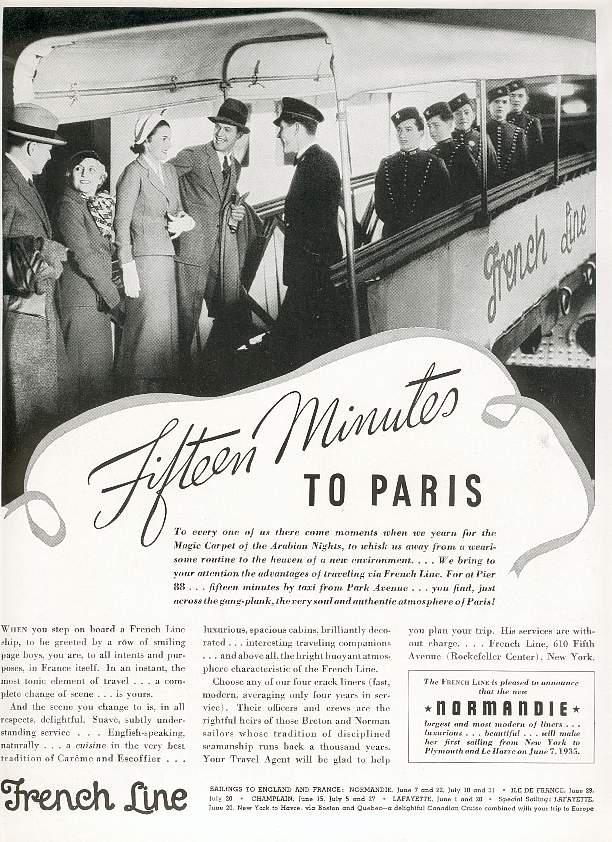 French Line
Fifteen Minutes
TO PARIS
To every one of us there come moments when we yearn for the
Magic Carpet of the Arabian Nights, to whisk us away from a weari-
some routine to the heaven of a new environment. . . . We bring to
your attention the advantages of traveling via French Line. For at Pier
88 . . . fifteen minutes by taxi from Park Avenue . . . you find, just
across the gang-plank, the very soul and authentic atmosphere of Paris!
WHEN you step on board a French Line
ship, to be greeted by a row of smiling
page boys, you are, to all intents and pur-
poses, in France itself. In an instant, the
most tonic element of travel . . . a com-
plete change of scene . . . is yours.
And the scene you change to is, in all
respects, delightful. Suave, subtly under-
standing service . . . English-speaking,
naturally . . . a cuisine in the very best
tradition of Carême and Escoffier . . .
luxurious, spacious cabins, brilliantly deco-
rated . . . interesting traveling companions
. . . and above all, the bright buoyant atmos-
phere characteristic of the French Line.
Choose any of our four crack liners (fast,
modern, averaging only four years in ser-
vice). Their officers and crews are the
rightful heirs of those Breton and Norman
sailors whose tradition of disciplined
seamanship runs back a thousand years.
Your Travel Agent will be glad to help
you plan your trip. His services are with-
out charge. . . . French Line, 610 Fifth
Avenue (Rockefeller Center), New York.
The FRENCH LINE is pleased to announce
that the new
★ NORMANDIE ★
largest and most modern of liners . . .
luxurious . . . beautiful . . . will make
her first sailing from New York to
Plymouth and Le Havre on June 7, 1935.
French Line
SAILINGS TO ENGLAND AND FRANCE: NORMANDIE, June 7 and 22, July 10 and 31 • ILE DE FRANCE, June 29,
July 20 • CHAMPLAIN, June 15, July 5 and 27 • LAFAYETTE, June 1 and 28 • Special Sailing: LAFAYETTE,
June 20, New York to Havre, via Boston and Quebec—a delightful Canadian Cruise combined with your trip to Europe